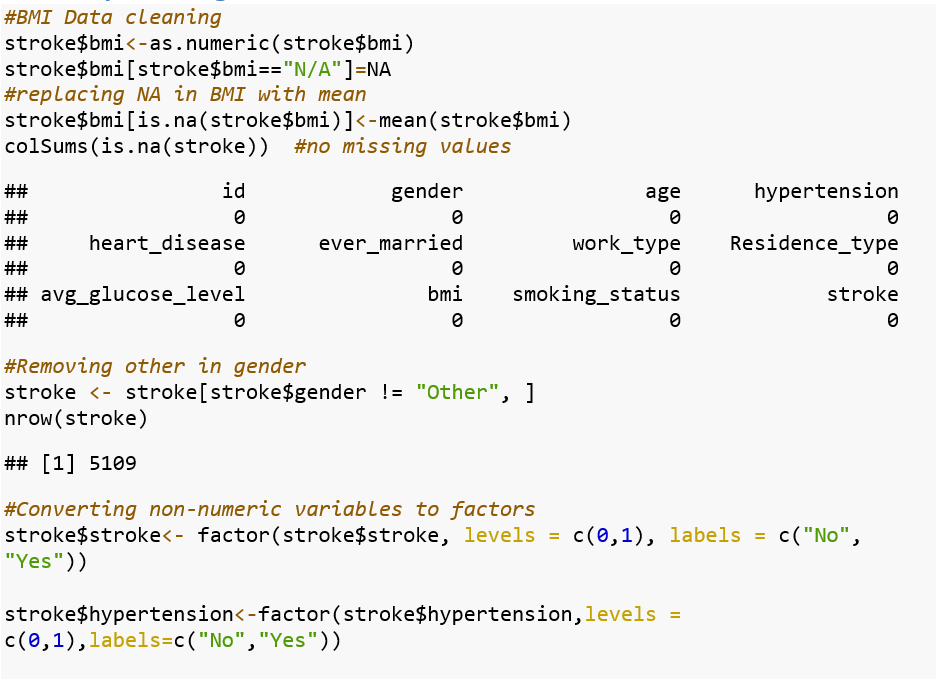 #BMI Data cleaning
stroke$bmi<-as.numeric(stroke$bmi)
stroke$bmi[stroke$bmi=="N/A"]=NA
#replacing NA in BMI with mean
stroke$bmi[is.na(stroke$bmi)]<-mean(stroke$bmi)
colSums(is.na(stroke))  #no missing values
##                id            gender               age      hypertension
##                 0                 0                 0                 0
##     heart_disease      ever_married         work_type    Residence_type
##                 0                 0                 0                 0
## avg_glucose_level               bmi    smoking_status            stroke
##                 0                 0                 0                 0
#Removing other in gender
stroke <- stroke[stroke$gender != "Other", ]
nrow(stroke)
## [1] 5109
#Converting non-numeric variables to factors
stroke$stroke<- factor(stroke$stroke, levels = c(0,1), labels = c("No",
"Yes"))
stroke$hypertension<-factor(stroke$hypertension,levels =
c(0,1),labels=c("No","Yes"))